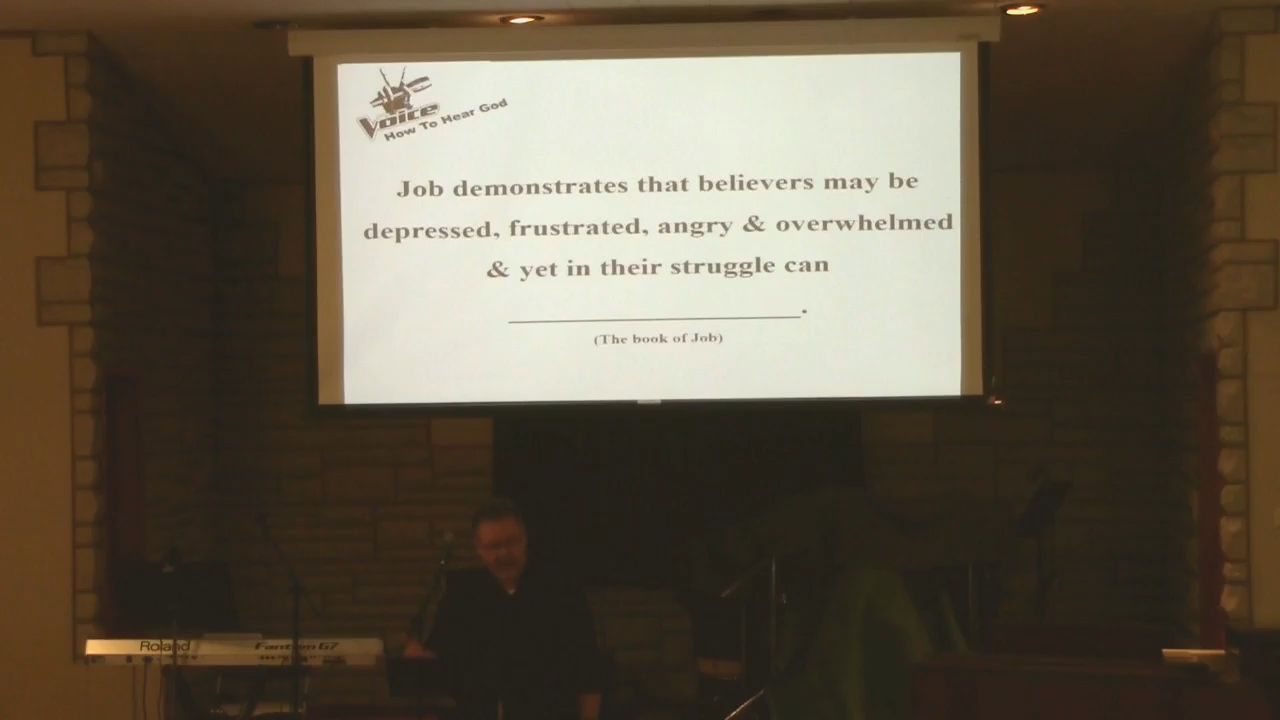 Voice
How To Hear God
Job demonstrates that believers may be
depressed, frustrated, angry & overwhelmed
& yet in their struggle can
____________________.
(The book of Job)
Roland
Fantom G7